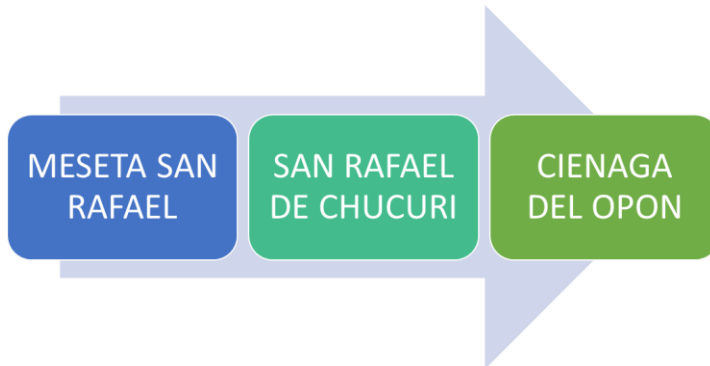 MESETA SAN
RAFAEL
SAN RAFAEL
DE CHUCURI
CIENAGA
DEL OPON